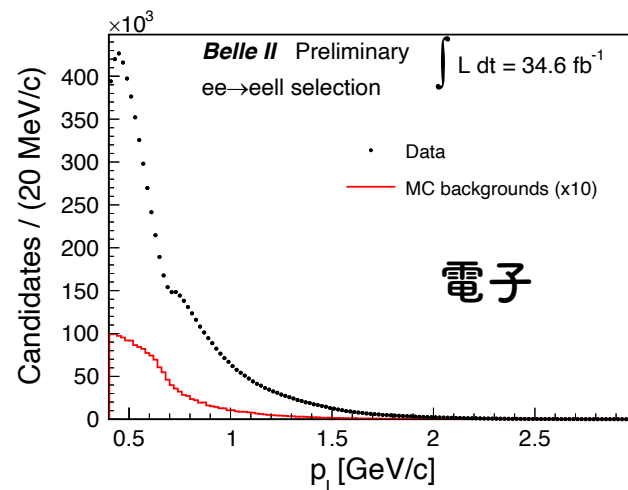 ×10³
Belle II Preliminary
∫ L dt = 34.6 fb⁻¹
ee→eell selection
Data
MC backgrounds (x10)
電子
Candidates / (20 MeV/c)
450
400
350
300
250
200
150
100
50
0
0.5 1 1.5 2 2.5
p_l [GeV/c]